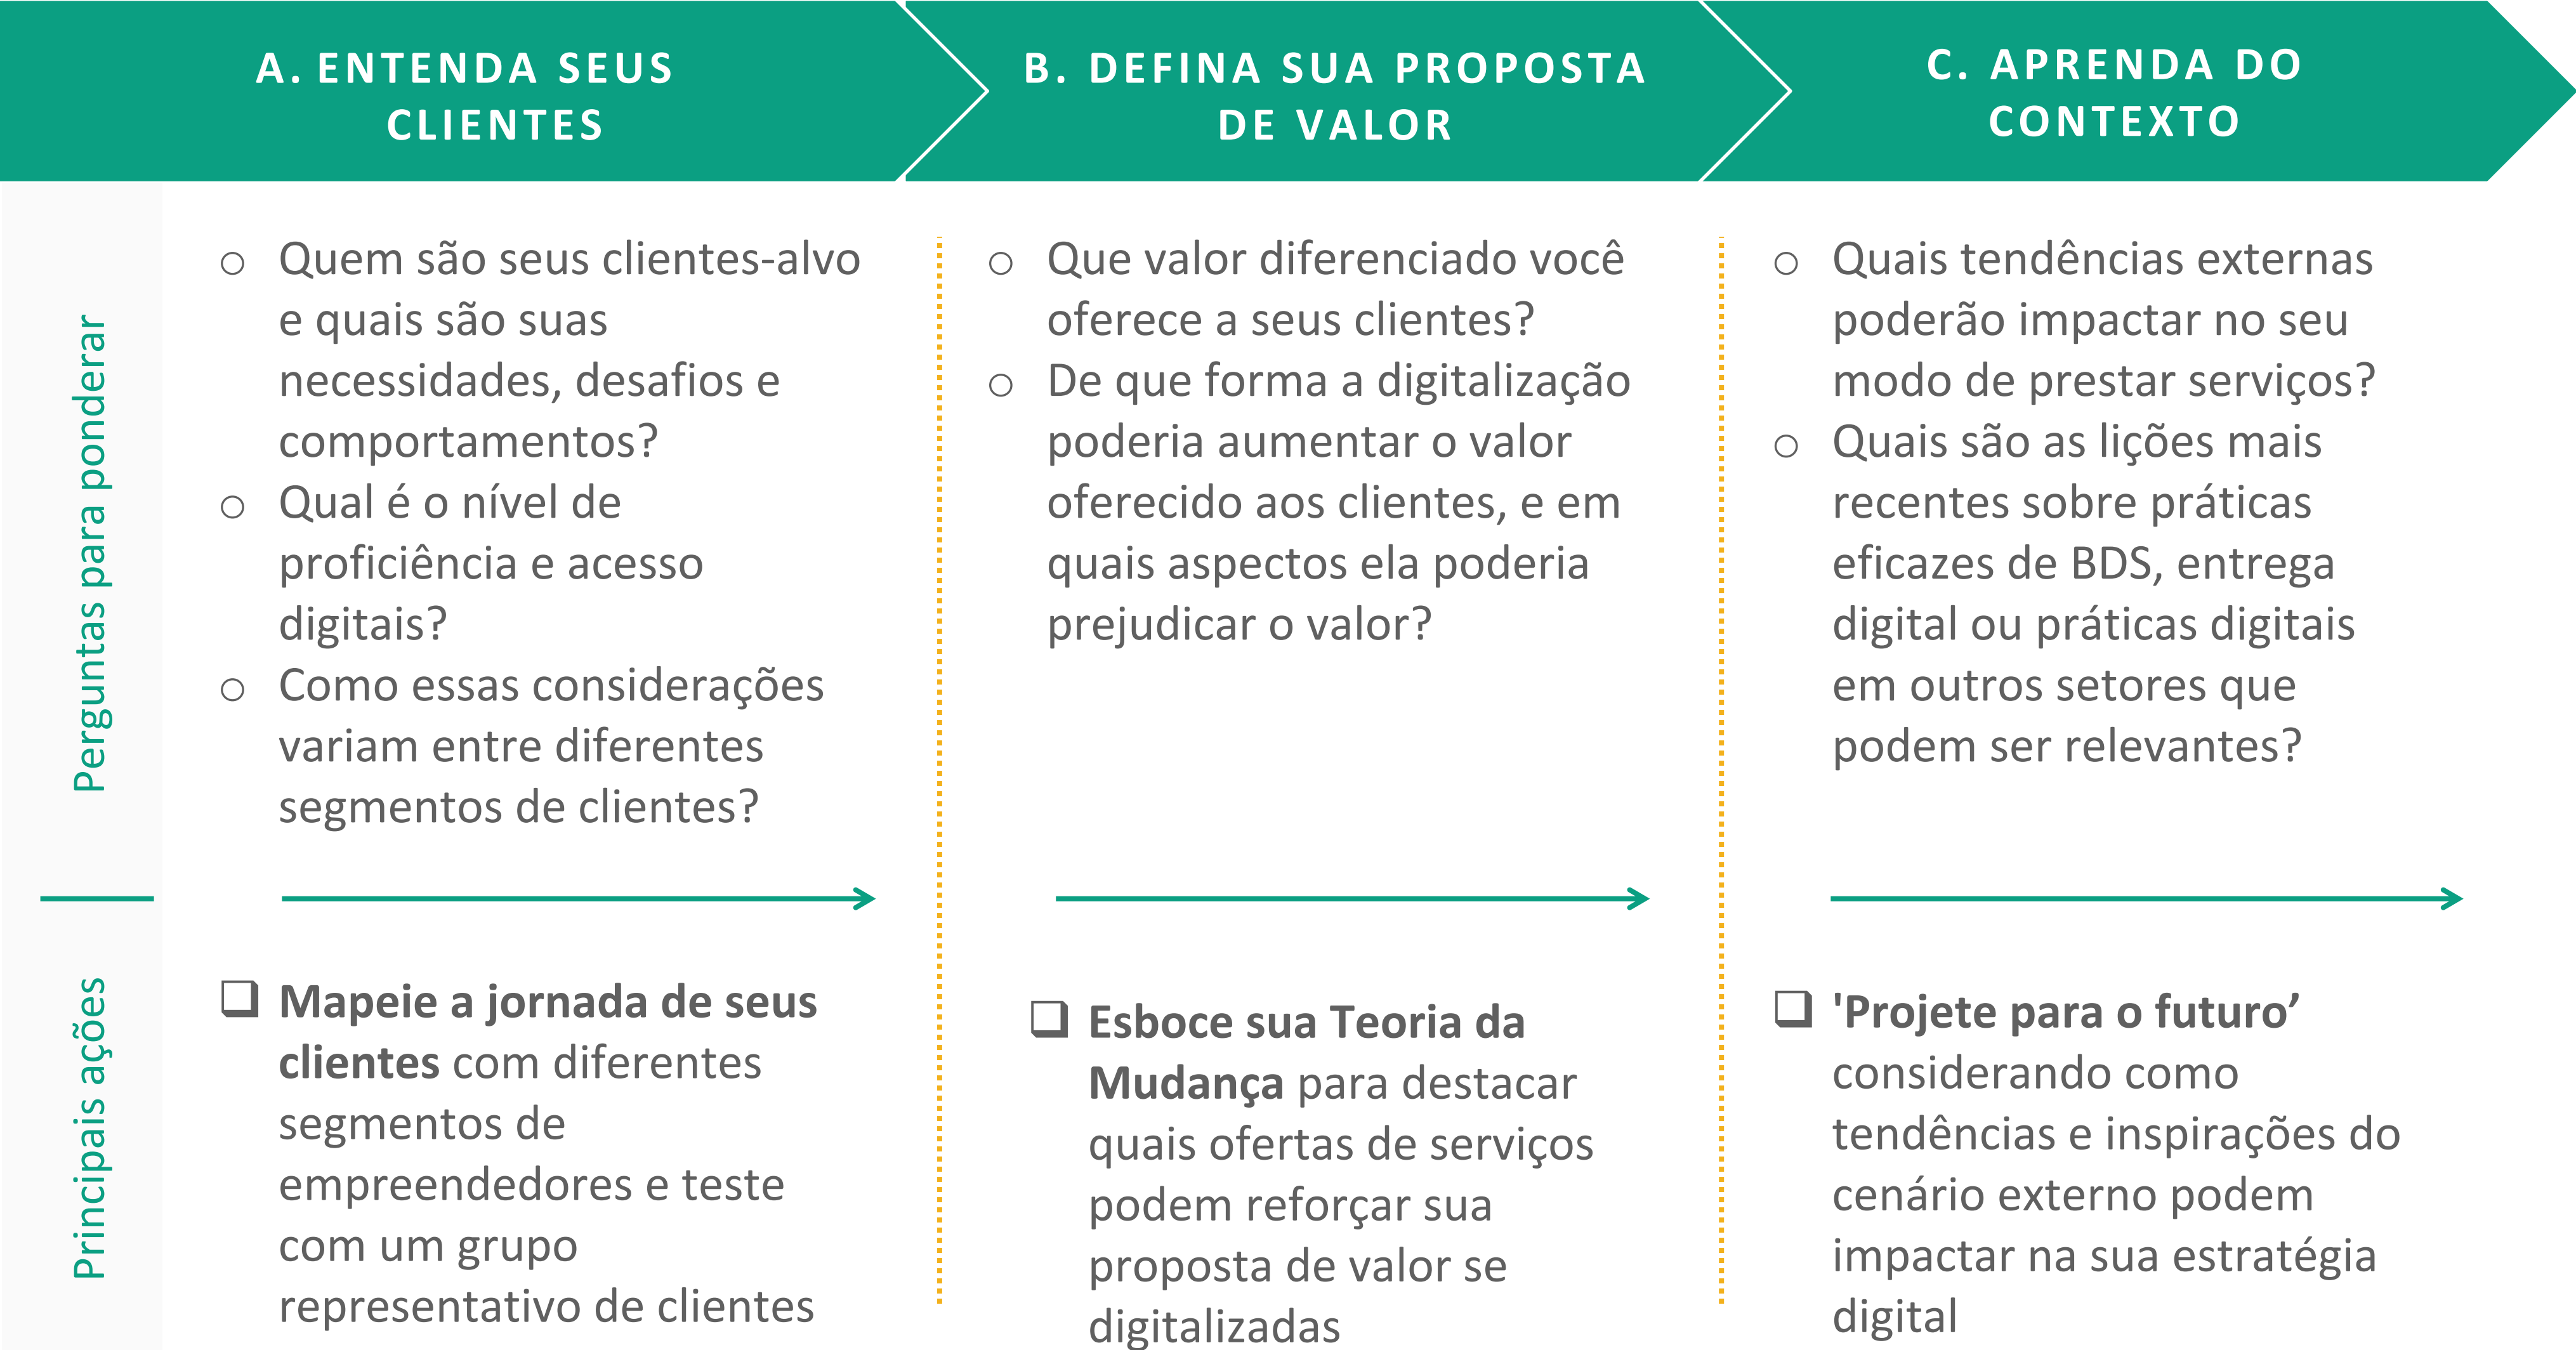 A. ENTENDA SEUS
CLIENTES
B. DEFINA SUA PROPOSTA
DE VALOR
C. APRENDA DO
CONTEXTO
Perguntas para ponderar
Quem são seus clientes-alvo
e quais são suas
necessidades, desafios e
comportamentos?
Qual é o nível de
proficiência e acesso
digitais?
Como essas considerações
variam entre diferentes
segmentos de clientes?
Que valor diferenciado você
oferece a seus clientes?
De que forma a digitalização
poderia aumentar o valor
oferecido aos clientes, e em
quais aspectos ela poderia
prejudicar o valor?
Quais tendências externas
poderão impactar no seu
modo de prestar serviços?
Quais são as lições mais
recentes sobre práticas
eficazes de BDS, entrega
digital ou práticas digitais
em outros setores que
podem ser relevantes?
Principais ações
Mapeie a jornada de seus
clientes com diferentes
segmentos de
empreendedores e teste
com um grupo
representativo de clientes
Esboce sua Teoria da
Mudança para destacar
quais ofertas de serviços
podem reforçar sua
proposta de valor se
digitalizadas
'Projete para o futuro’
considerando como
tendências e inspirações do
cenário externo podem
impactar na sua estratégia
digital